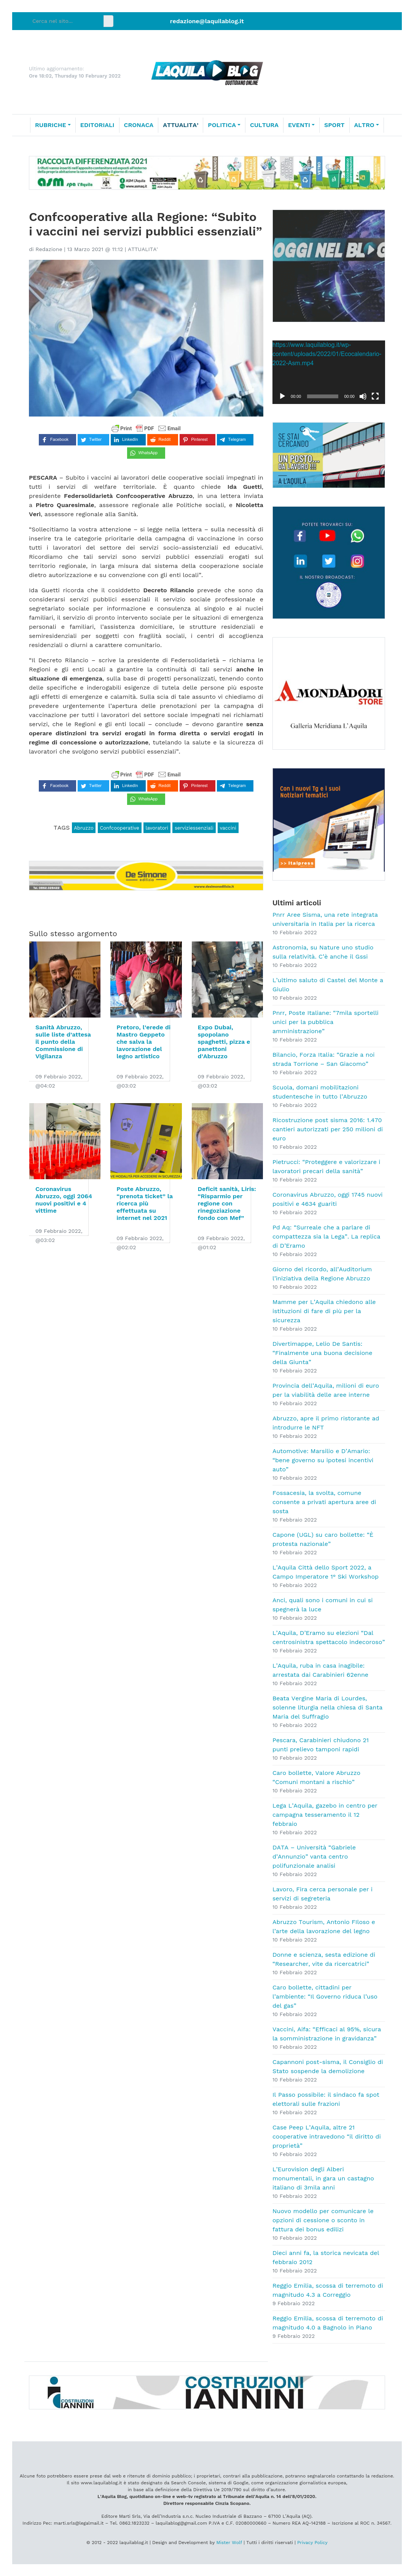 Cerca nel sito...
redazione@laquilablog.it
Ultimo aggiornamento:
Ore 16:03, Thursday 10 February 2022
LAQUILA BLOG
QUOTIDIANO ONLINE
RUBRICHE
EDITORIALI
CRONACA
ATTUALITA'
POLITICA
CULTURA
EVENTI
SPORT
ALTRO
RACCOLTA DIFFERENZIATA 2021
asm spa
Confcooperative alla Regione: “Subito
i vaccini nei servizi pubblici essenziali”
di Redazione | 13 Marzo 2021 @ 11:12 | ATTUALITA'
Print PDF Email
Facebook
Twitter
LinkedIn
Reddit
Pinterest
Telegram
WhatsApp
PESCARA – Subito i vaccini ai lavoratori delle cooperative sociali impegnati in
tutti i servizi di welfare territoriale. È quanto chiede Ida Guetti,
presidente Federsolidarietà Confcooperative Abruzzo, in una lettera inviata
a Pietro Quaresimale, assessore regionale alle Politiche sociali, e Nicoletta
Verì, assessore regionale alla Sanità.
“Sollecitiamo la vostra attenzione – si legge nella lettera – sulla necessità di
inserire tra le categorie prioritarie della campagna di vaccinazione in corso
tutti i lavoratori del settore dei servizi socio-assistenziali ed educativi.
Ricordiamo che tali servizi sono servizi pubblici essenziali erogati sul
territorio regionale, in larga misura dal sistema della cooperazione sociale in
stato di autorizzazione e su concessione con gli enti locali”.
Ida Guetti ricorda che il cosiddetto Decreto Rilancio prevede che sono da
considerarsi servizi pubblici essenziali il servizio sociale professionale e
segretariato sociale per informazione e consulenza al singolo e ai nuclei
familiari, il servizio di pronto intervento sociale per le situazioni di emergenza
personali e familiari, l'assistenza domiciliare, le strutture residenziali e
semiresidenziali per soggetti con fragilità sociali, i centri di accoglienza
residenziali o diurni a carattere comunitario.
“Il Decreto Rilancio – scrive la presidente di Federsolidarietà – richiama le
Regioni e gli enti Locali a garantire la continuità di tali servizi anche in
situazione di emergenza, sulla base di progetti personalizzati, tenendo conto
delle specifiche e inderogabili esigenze di tutela delle persone più esposte
agli effetti di emergenze e calamità. Alla luce di tale disposizione è doveroso
prevedere urgentemente l'apertura delle prenotazioni per la campagna di
vaccinazione per tutti i lavoratori del settore sociale impegnati nei richiamati
servizi, che le Regioni e gli enti locali – conclude – devono garantire senza
operare distinzioni tra servizi erogati in forma diretta o servizi erogati in
regime di concessione o autorizzazione, tutelando la salute e la sicurezza di
lavoratori che svolgono servizi pubblici essenziali”.
Print PDF Email
Facebook
Twitter
LinkedIn
Reddit
Pinterest
Telegram
WhatsApp
TAGS Abruzzo Confcooperative lavoratori serviziessenziali vaccini
De Simone
Sullo stesso argomento
Sanità Abruzzo,
sulle liste d'attesa
il punto della
Commissione di
Vigilanza
09 Febbraio 2022,
@04:02
Pretoro, l'erede di
Mastro Geppeto
che salva la
lavorazione del
legno artistico
09 Febbraio 2022,
@03:02
Expo Dubai,
spopolano
spaghetti, pizza e
panettoni
d'Abruzzo
09 Febbraio 2022,
@03:02
Coronavirus
Abruzzo, oggi 2064
nuovi positivi e 4
vittime
09 Febbraio 2022,
@03:02
Poste Abruzzo,
“prenota ticket” la
ricerca più
effettuata su
internet nel 2021
09 Febbraio 2022,
@02:02
Deficit sanità, Liris:
“Risparmio per
regione con
rinegoziazione
fondo con Mef”
09 Febbraio 2022,
@01:02
OGGI NEL BLOG
https://www.laquilablog.it/wp-
content/uploads/2022/01/Ecocalendario-
2022-Asm.mp4
00:00
00:00
SE STAI
CERCANDO
UN POSTO...
DA LAVORO !!!
A L'AQUILA
POTETE TROVARCI SU:
IL NOSTRO BROADCAST:
MONDADORI
STORE
Galleria Meridiana L'Aquila
Con i nuovi Tg e i suoi
Notiziari tematici
>> Italpress
Ultimi articoli
Pnrr Aree Sisma, una rete integrata
universitaria in Italia per la ricerca
10 Febbraio 2022
Astronomia, su Nature uno studio
sulla relatività. C'è anche il Gssi
10 Febbraio 2022
L'ultimo saluto di Castel del Monte a
Giulio
10 Febbraio 2022
Pnrr, Poste Italiane: “7mila sportelli
unici per la pubblica
amministrazione”
10 Febbraio 2022
Bilancio, Forza Italia: “Grazie a noi
strada Torrione – San Giacomo”
10 Febbraio 2022
Scuola, domani mobilitazioni
studentesche in tutto l'Abruzzo
10 Febbraio 2022
Ricostruzione post sisma 2016: 1.470
cantieri autorizzati per 250 milioni di
euro
10 Febbraio 2022
Pietrucci: “Proteggere e valorizzare i
lavoratori precari della sanità”
10 Febbraio 2022
Coronavirus Abruzzo, oggi 1745 nuovi
positivi e 4634 guariti
10 Febbraio 2022
Pd Aq: “Surreale che a parlare di
compattezza sia la Lega”. La replica
di D'Eramo
10 Febbraio 2022
Giorno del ricordo, all'Auditorium
l'iniziativa della Regione Abruzzo
10 Febbraio 2022
Mamme per L'Aquila chiedono alle
istituzioni di fare di più per la
sicurezza
10 Febbraio 2022
Divertimappe, Lelio De Santis:
“Finalmente una buona decisione
della Giunta”
10 Febbraio 2022
Provincia dell'Aquila, milioni di euro
per la viabilità delle aree interne
10 Febbraio 2022
Abruzzo, apre il primo ristorante ad
introdurre le NFT
10 Febbraio 2022
Automotive: Marsilio e D'Amario:
“bene governo su ipotesi incentivi
auto”
10 Febbraio 2022
Fossacesia, la svolta, comune
consente a privati apertura aree di
sosta
10 Febbraio 2022
Capone (UGL) su caro bollette: “È
protesta nazionale”
10 Febbraio 2022
L'Aquila Città dello Sport 2022, a
Campo Imperatore 1° Ski Workshop
10 Febbraio 2022
Anci, quali sono i comuni in cui si
spegnerà la luce
10 Febbraio 2022
L'Aquila, D'Eramo su elezioni “Dal
centrosinistra spettacolo indecoroso”
10 Febbraio 2022
L'Aquila, ruba in casa inagibile:
arrestata dai Carabinieri 62enne
10 Febbraio 2022
Beata Vergine Maria di Lourdes,
solenne liturgia nella chiesa di Santa
Maria del Suffragio
10 Febbraio 2022
Pescara, Carabinieri chiudono 21
punti prelievo tamponi rapidi
10 Febbraio 2022
Caro bollette, Valore Abruzzo
“Comuni montani a rischio”
10 Febbraio 2022
Lega L'Aquila, gazebo in centro per
campagna tesseramento il 12
febbraio
10 Febbraio 2022
DATA – Università “Gabriele
d'Annunzio” vanta centro
polifunzionale analisi
10 Febbraio 2022
Lavoro, Fira cerca personale per i
servizi di segreteria
10 Febbraio 2022
Abruzzo Tourism, Antonio Filoso e
l'arte della lavorazione del legno
10 Febbraio 2022
Donne e scienza, sesta edizione di
“Researcher, vite da ricercatrici”
10 Febbraio 2022
Caro bollette, cittadini per
l'ambiente: “Il Governo riduca l'uso
del gas”
10 Febbraio 2022
Vaccini, Aifa: “Efficaci al 95%, sicura
la somministrazione in gravidanza”
10 Febbraio 2022
Capannoni post-sisma, il Consiglio di
Stato sospende la demolizione
10 Febbraio 2022
Il Passo possibile: il sindaco fa spot
elettorali sulle frazioni
10 Febbraio 2022
Case Peep L'Aquila, altre 21
cooperative intravedono “il diritto di
proprietà”
10 Febbraio 2022
L'Eurovision degli Alberi
monumentali, in gara un castagno
italiano di 3mila anni
10 Febbraio 2022
Nuovo modello per comunicare le
opzioni di cessione o sconto in
fattura dei bonus edilizi
10 Febbraio 2022
Dieci anni fa, la storica nevicata del
febbraio 2012
10 Febbraio 2022
Reggio Emilia, scossa di terremoto di
magnitudo 4.3 a Correggio
9 Febbraio 2022
Reggio Emilia, scossa di terremoto di
magnitudo 4.0 a Bagnolo in Piano
9 Febbraio 2022
COSTRUZIONI
IANNINI
COSTRUZIONI
IANNINI
Alcune foto potrebbero essere prese dal web e ritenute di dominio pubblico; i proprietari, contrari alla pubblicazione, potranno segnalarcelo contattando la redazione.
Il sito www.laquilablog.it è stato designato da Search Console, sistema di Google, come organizzazione giornalistica europea,
in base alla definizione della Direttiva Ue 2019/790 sul diritto d'autore.
L'Aquila Blog, quotidiano on-line e web-tv registrato al Tribunale dell'Aquila n. 14 dell'8/01/2020.
Direttore responsabile Cinzia Scopano.
Editore Marti Srls, Via dell'Industria s.n.c. Nucleo Industriale di Bazzano – 67100 L'Aquila (AQ).
Indirizzo Pec: marti.srls@legalmail.it – Tel. 0862.1823233 – laquilablog@gmail.com P.IVA e C.F. 02080000660 – Numero REA AQ-142188 – Iscrizione al ROC n. 34567.
© 2012 - 2022 laquilablog.it | Design and Development by Mister Wolf | Tutti i diritti riservati | Privacy Policy